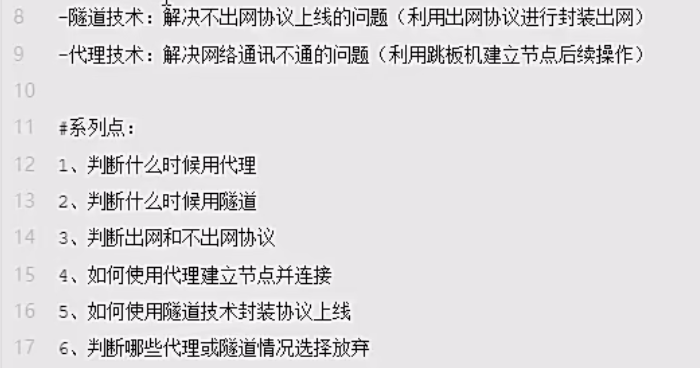 8 -隧道技术：解决不出网协议上线的问题（利用出网协议进行封装出网）
9 -代理技术：解决网络通讯不通的问题（利用跳板机建立节点后续操作）
10
11 #系列点：
12 1、判断什么时候用代理
13 2、判断什么时候用隧道
14 3、判断出网和不出网协议
15 4、如何使用代理建立节点并连接
16 5、如何使用隧道技术封装协议上线
17 6、判断哪些代理或隧道情况选择放弃